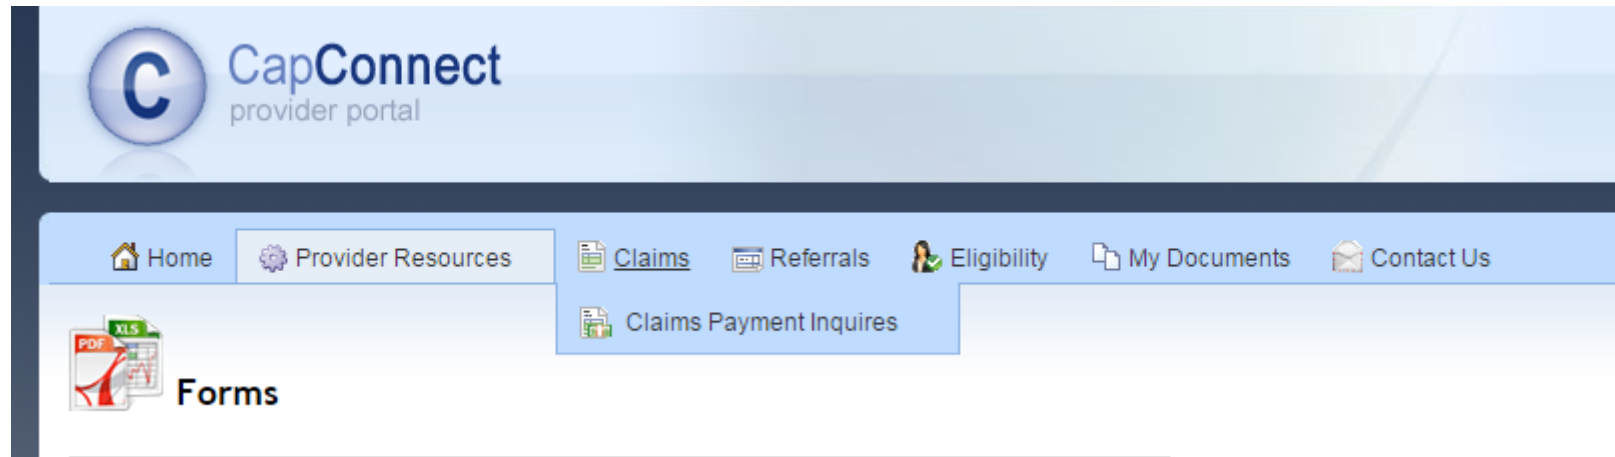 C
CapConnect
provider portal
Home Provider Resources Claims Referrals Eligibility My Documents Contact Us
Claims Payment Inquires
XLS
PDF
Forms